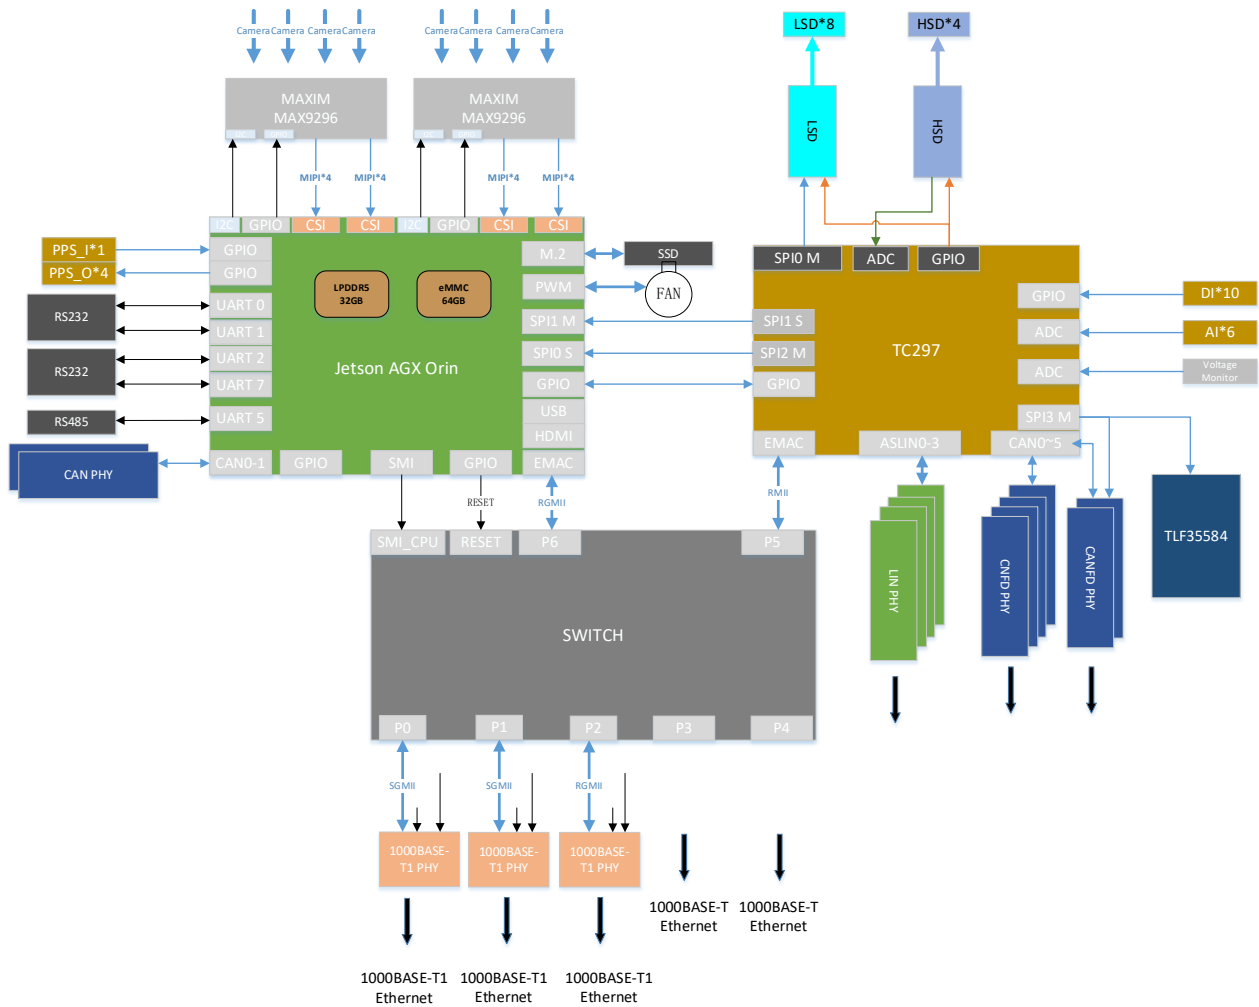 LSD*8
HSD*4
Camera
Camera
Camera
Camera
Camera
Camera
Camera
Camera
MAXIM
MAX9296
I2C
GPIO
MAXIM
MAX9296
I2C
GPIO
LSD
HSD
MIPI*4
MIPI*4
MIPI*4
MIPI*4
I2C
GPIO
CSI
CSI
I2C
GPIO
CSI
CSI
PPS_I*1
PPS_O*4
RS232
RS232
RS485
CAN PHY
GPIO
GPIO
UART 0
UART 1
UART 2
UART 7
UART 5
CAN0-1
LPDDR5
32GB
eMMC
64GB
Jetson AGX Orin
M.2
PWM
SPI1 M
SPI0 S
GPIO
USB
HDMI
EMAC
GPIO
SMI
GPIO
SSD
FAN
SPI0 M
ADC
GPIO
SPI1 S
SPI2 M
GPIO
TC297
GPIO
ADC
ADC
SPI3 M
EMAC
ASLIN0-3
CAN0~5
DI*10
AI*6
Voltage
Monitor
RESET
RGMII
RMII
SMI_CPU
RESET
P6
P5
SWITCH
LIN PHY
CNFD PHY
CANFD PHY
TLF35584
P0
P1
P2
P3
P4
SGMII
SGMII
RGMII
1000BASE-
T1 PHY
1000BASE-
T1 PHY
1000BASE-
T1 PHY
1000BASE-T
Ethernet
1000BASE-T
Ethernet
1000BASE-T1
Ethernet
1000BASE-T1
Ethernet
1000BASE-T1
Ethernet